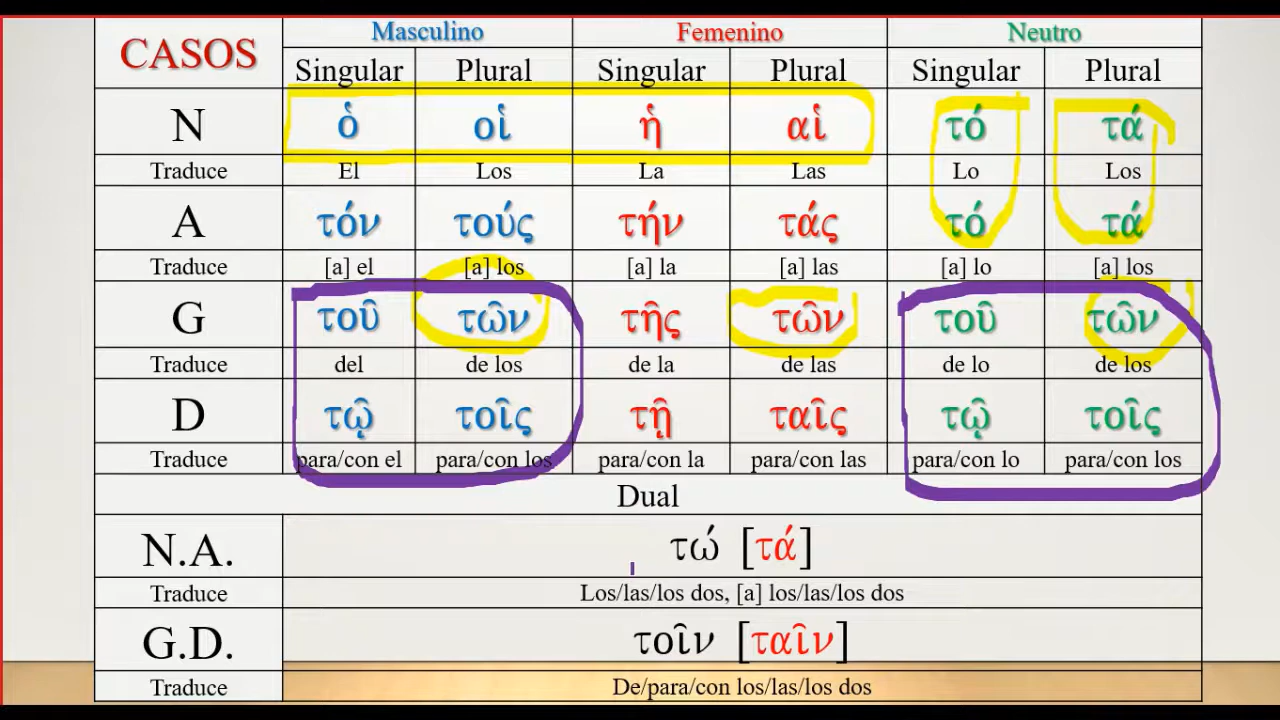 CASOS Masculino Femenino Neutro
Singular Plural Singular Plural Singular Plural
N ὁ οἱ ἡ αἱ τό τά
Traduce El Los La Las Lo Los
A τόν τούς τήν τάς τό τά
Traduce [a] el [a] los [a] la [a] las [a] lo [a] los
G τοῦ τῶν τῆς τῶν τοῦ τῶν
Traduce del de los de la de las de lo de los
D τῷ τοῖς τῇ ταῖς τῷ τοῖς
Traduce para/con el para/con los para/con la para/con las para/con lo para/con los
Dual
N.A. τώ [τά]
Traduce Los/las/los dos, [a] los/las/los dos
G.D. τοῖν [ταῖν]
Traduce De/para/con los/las/los dos